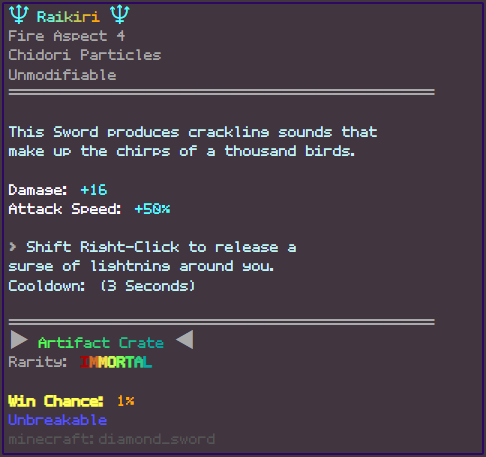 🔱 Raikiri 🔱
Fire Aspect 4
Chidori Particles
Unmodifiable
This Sword produces crackling sounds that
make up the chirps of a thousand birds.
Damage: +16
Attack Speed: +50%
> Shift Right-Click to release a
surge of lightning around you.
Cooldown: (3 Seconds)
▶ Artifact Crate ◀
Rarity: IMMORTAL
Win Chance: 1%
Unbreakable
minecraft:diamond_sword